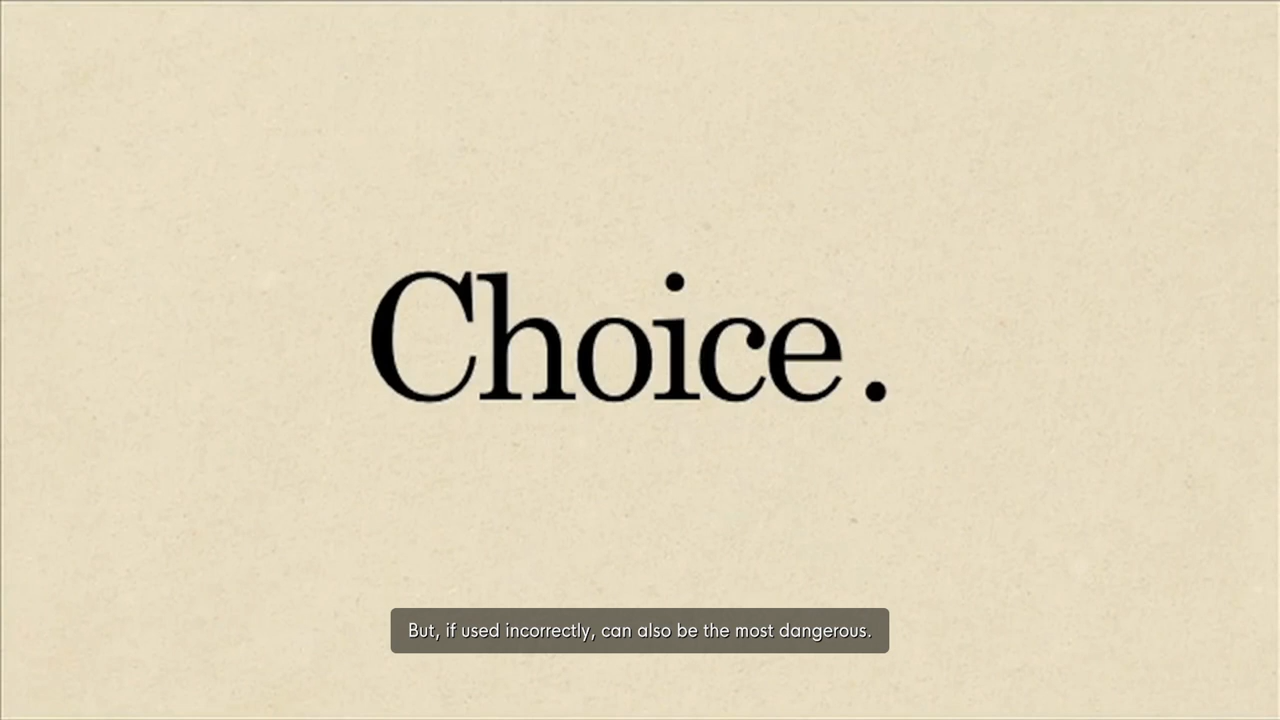 Choice.
But, if used incorrectly, can also be the most dangerous.